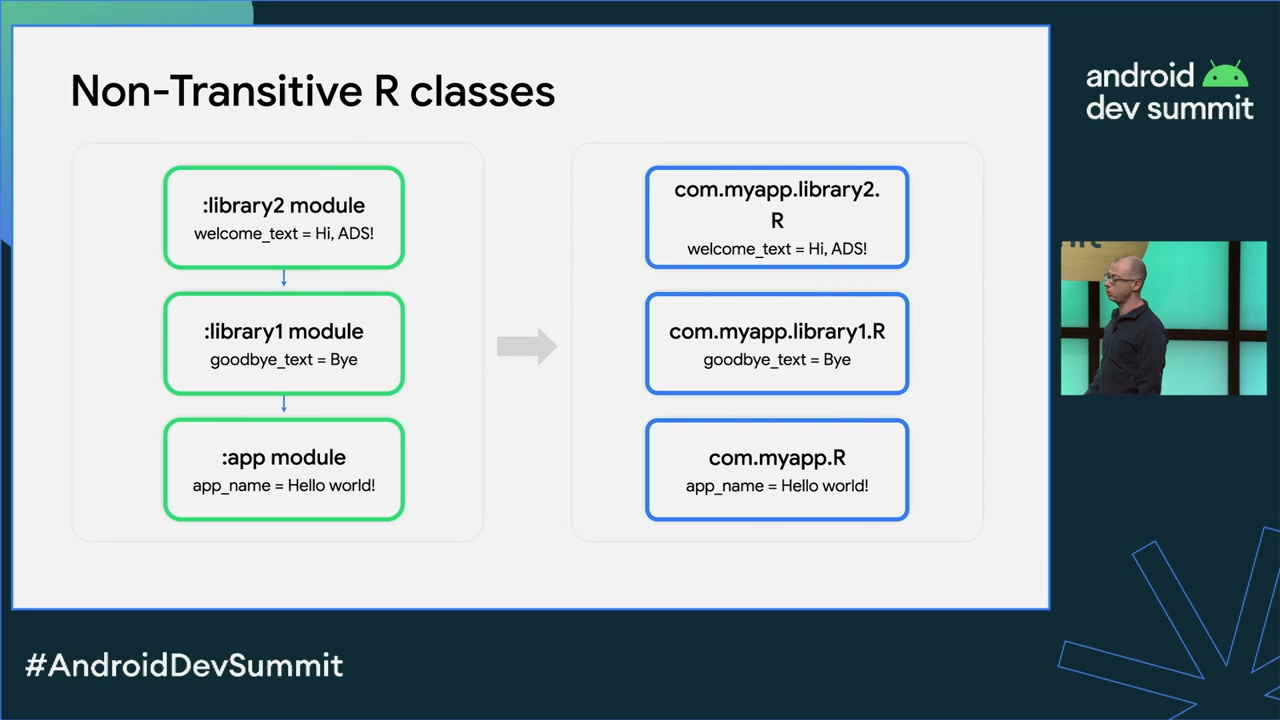 Non-Transitive R classes
:library2 module
welcome_text = Hi, ADS!
:library1 module
goodbye_text = Bye
:app module
app_name = Hello world!
com.myapp.library2.
R
welcome_text = Hi, ADS!
com.myapp.library1.R
goodbye_text = Bye
com.myapp.R
app_name = Hello world!
android
dev summit
#AndroidDevSummit